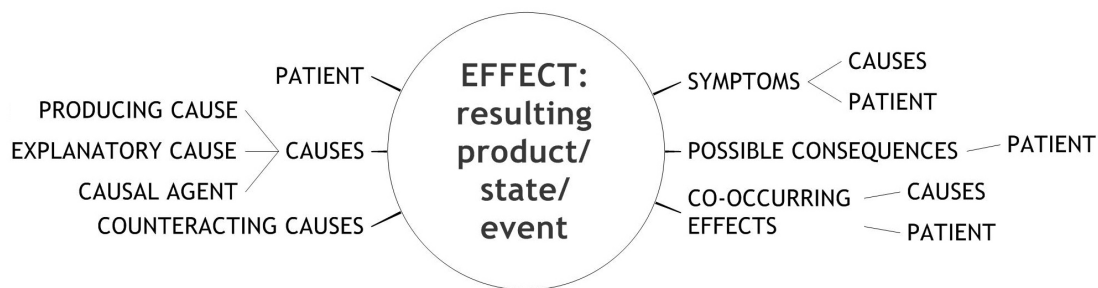 PATIENT
PRODUCING CAUSE
EXPLANATORY CAUSE
CAUSAL AGENT
CAUSES
COUNTERACTING CAUSES
EFFECT:
resulting
product/
state/
event
SYMPTOMS
CAUSES
PATIENT
POSSIBLE CONSEQUENCES
PATIENT
CO-OCCURRING
EFFECTS
CAUSES
PATIENT